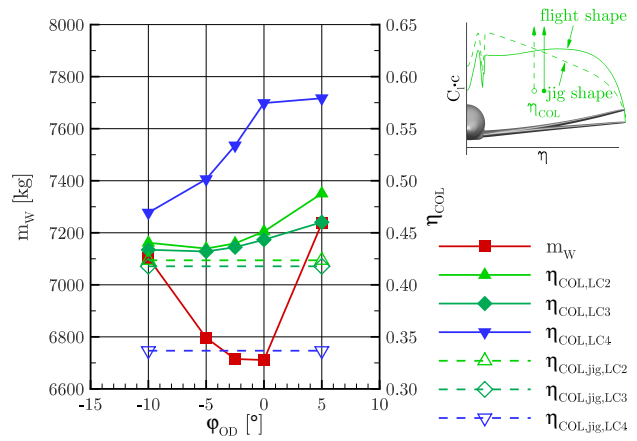 8000
7800
7600
7400
7200
7000
6800
6600
m_W [kg]
0.65
0.60
0.55
0.50
0.45
0.40
0.35
0.30
η_COL
-15
-10
-5
0
5
10
φ_OD [°]
flight shape
jig shape
η_COL
C_l·c
η
m_W
η_COL,LC2
η_COL,LC3
η_COL,LC4
η_COL,jig,LC2
η_COL,jig,LC3
η_COL,jig,LC4